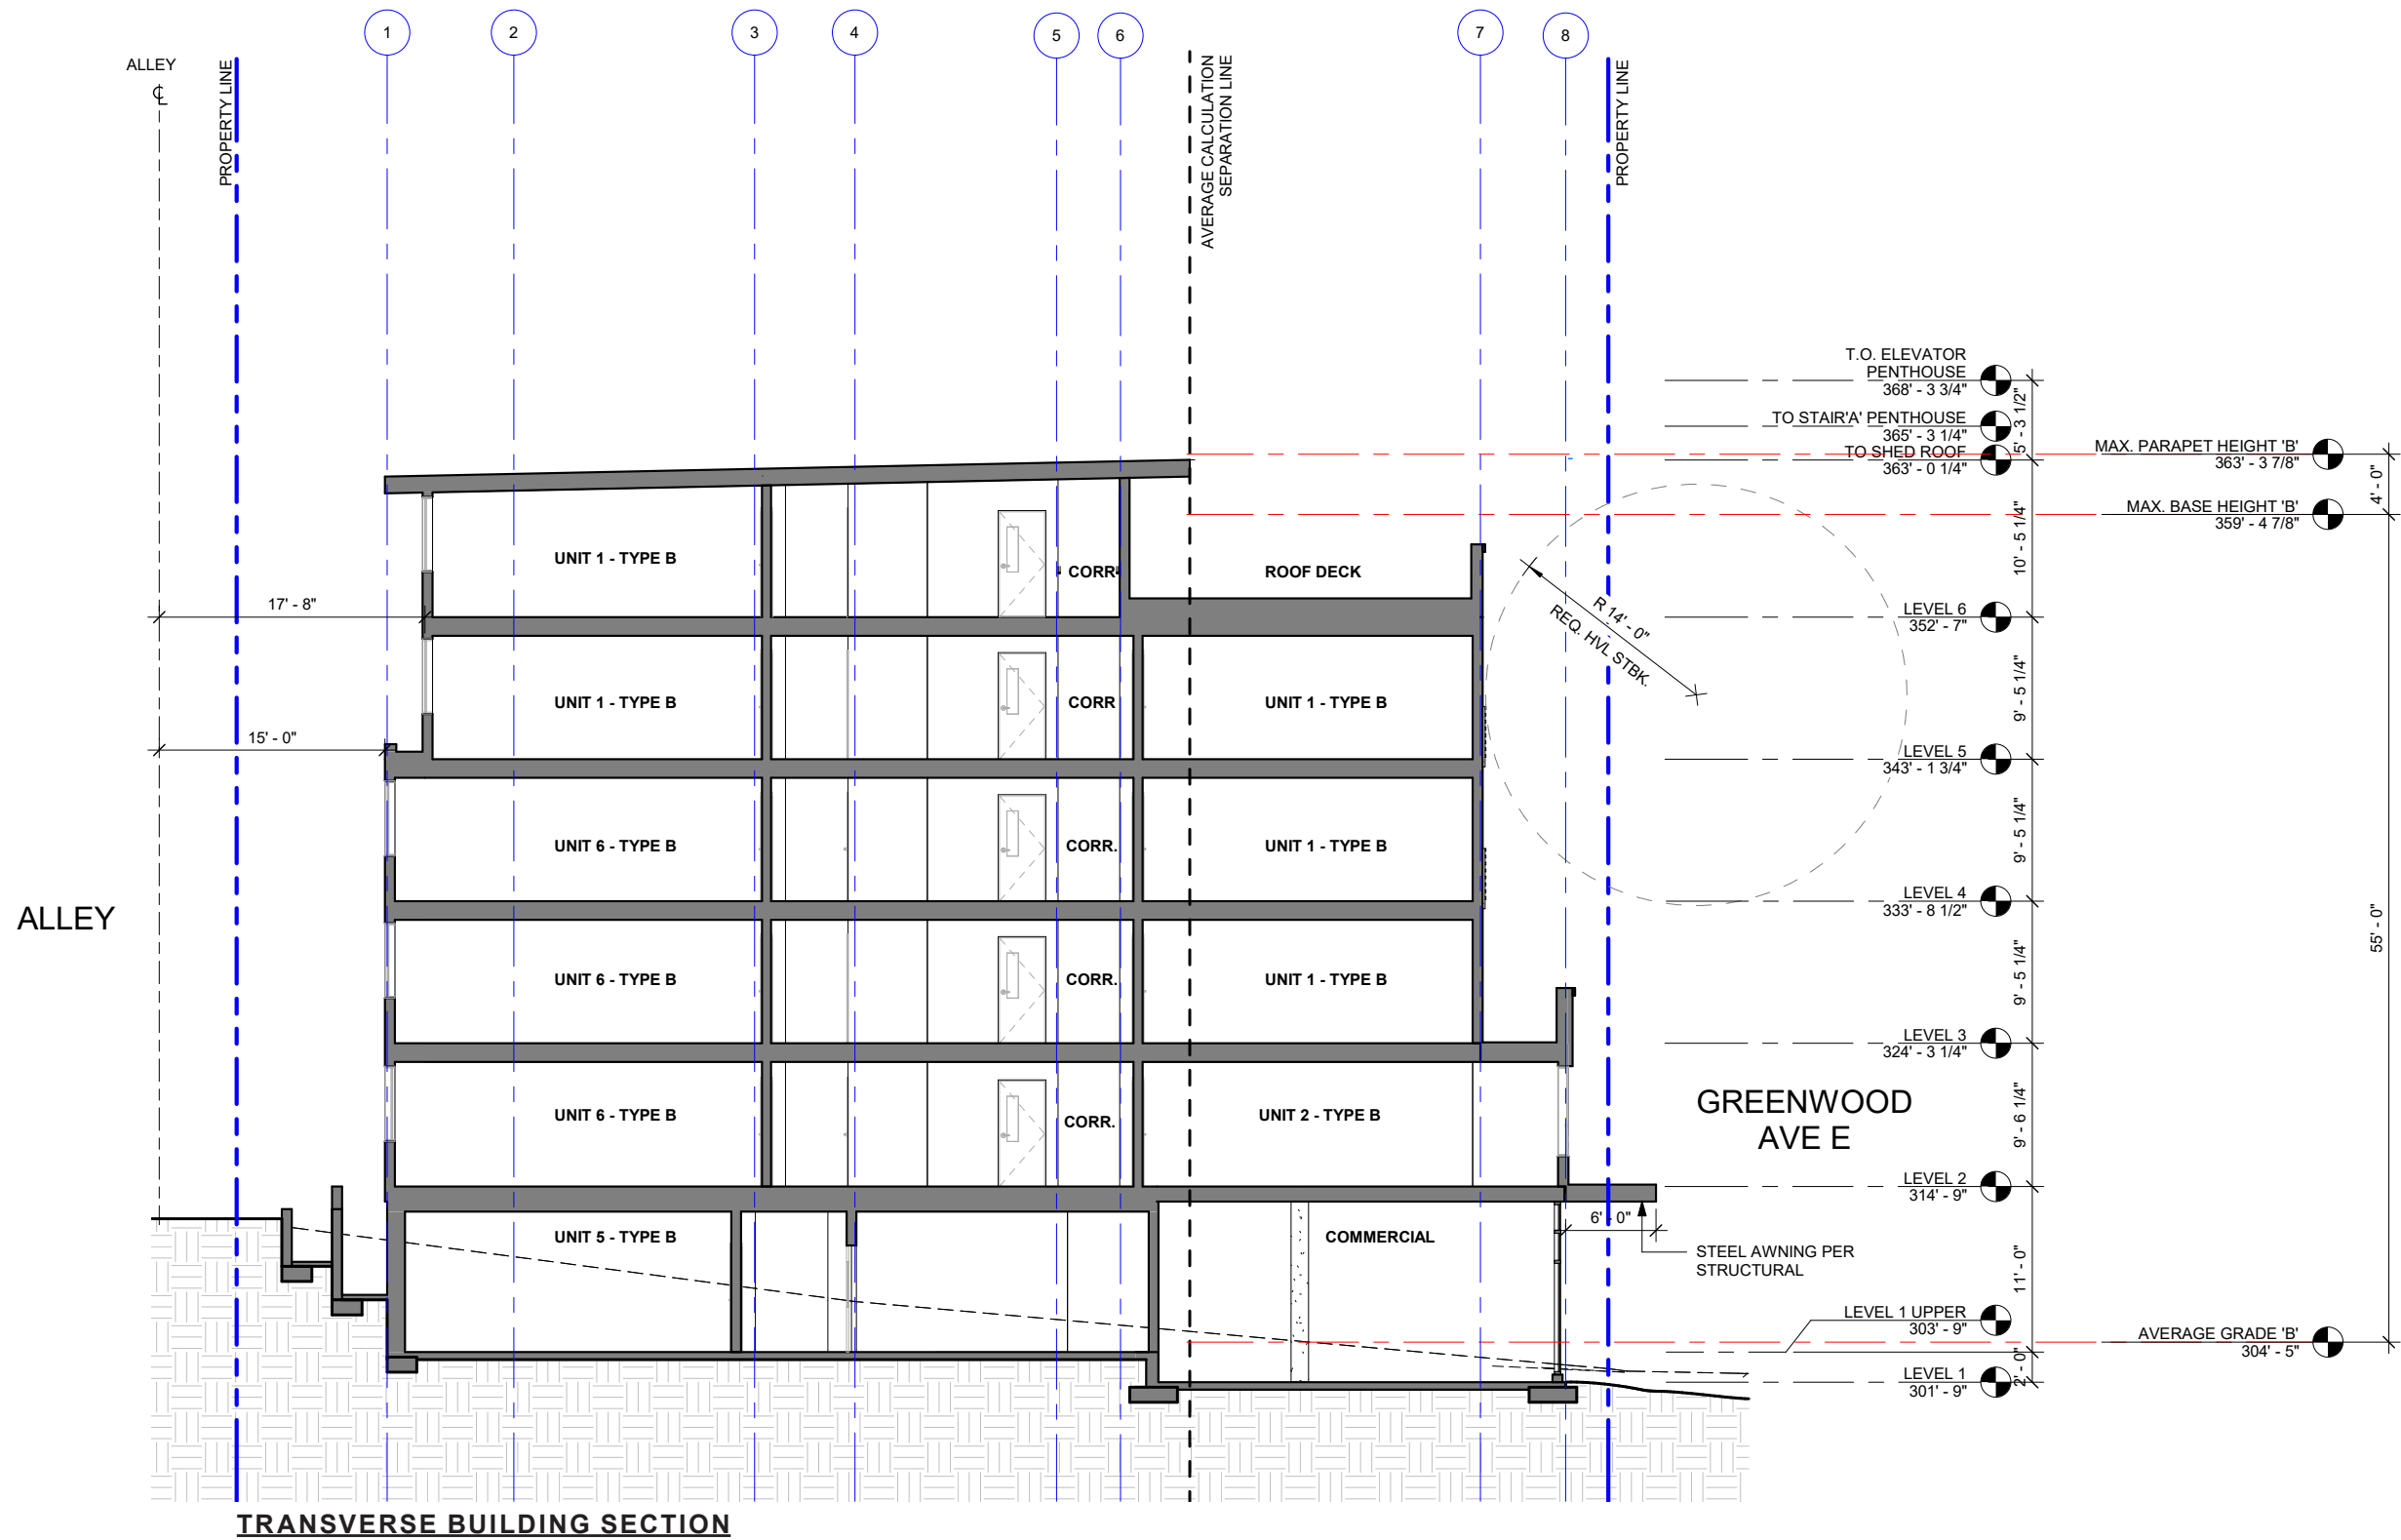 1
2
3
4
5
6
7
8
ALLEY
℄
PROPERTY LINE
AVERAGE CALCULATION
SEPARATION LINE
PROPERTY LINE
T.O. ELEVATOR
PENTHOUSE
368' - 3 3/4"
TO STAIR'A' PENTHOUSE
365' - 3 1/4"
TO SHED ROOF
363' - 0 1/4"
5' - 3 1/2"
MAX. PARAPET HEIGHT 'B'
363' - 3 7/8"
4' - 0"
MAX. BASE HEIGHT 'B'
359' - 4 7/8"
10' - 5 1/4"
UNIT 1 - TYPE B
CORR.
ROOF DECK
17' - 8"
R 14' - 0"
REQ. HVL STBK.
LEVEL 6
352' - 7"
9' - 5 1/4"
UNIT 1 - TYPE B
CORR
UNIT 1 - TYPE B
15' - 0"
LEVEL 5
343' - 1 3/4"
9' - 5 1/4"
UNIT 6 - TYPE B
CORR.
UNIT 1 - TYPE B
LEVEL 4
333' - 8 1/2"
ALLEY
55' - 0"
9' - 5 1/4"
UNIT 6 - TYPE B
CORR.
UNIT 1 - TYPE B
LEVEL 3
324' - 3 1/4"
9' - 6 1/4"
UNIT 6 - TYPE B
CORR.
UNIT 2 - TYPE B
GREENWOOD
AVE E
LEVEL 2
314' - 9"
6' - 0"
UNIT 5 - TYPE B
COMMERCIAL
STEEL AWNING PER
STRUCTURAL
11' - 0"
LEVEL 1 UPPER
303' - 9"
AVERAGE GRADE 'B'
304' - 5"
2' - 0"
LEVEL 1
301' - 9"
TRANSVERSE BUILDING SECTION